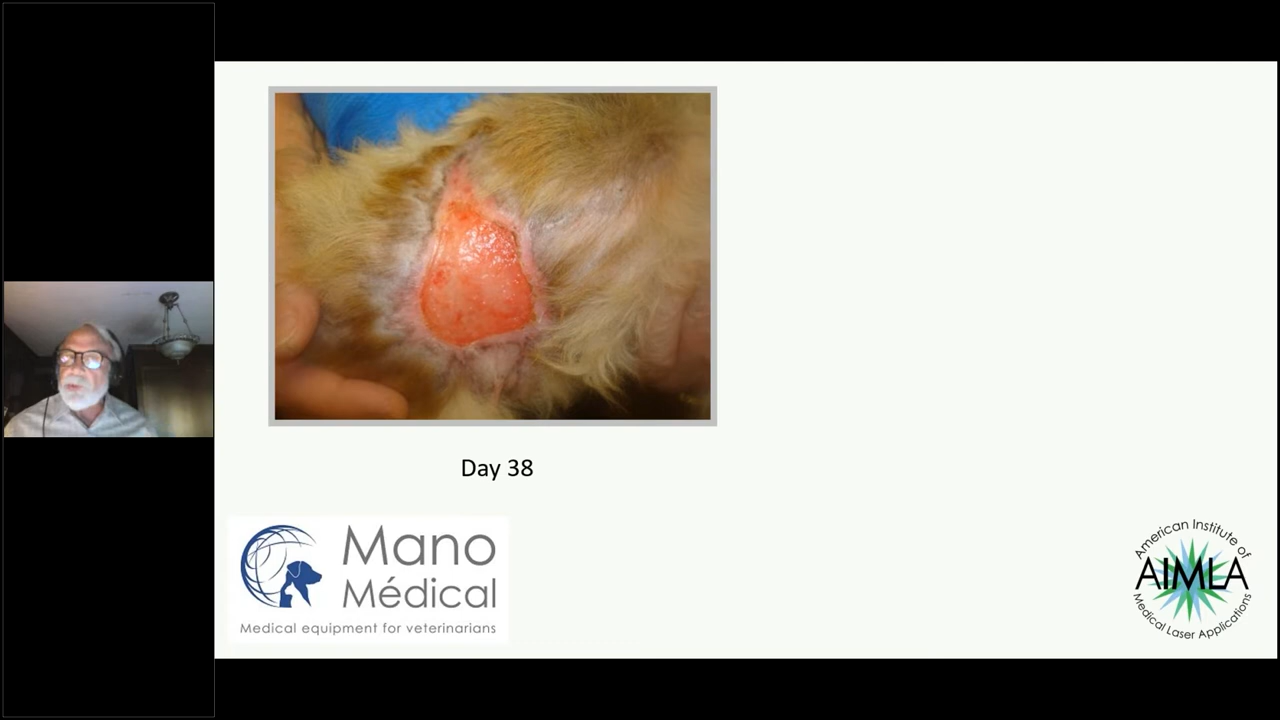 Day 38
Mano
Médical
Medical equipment for veterinarians
American Institute of
AIMLA
Medical Laser Applications